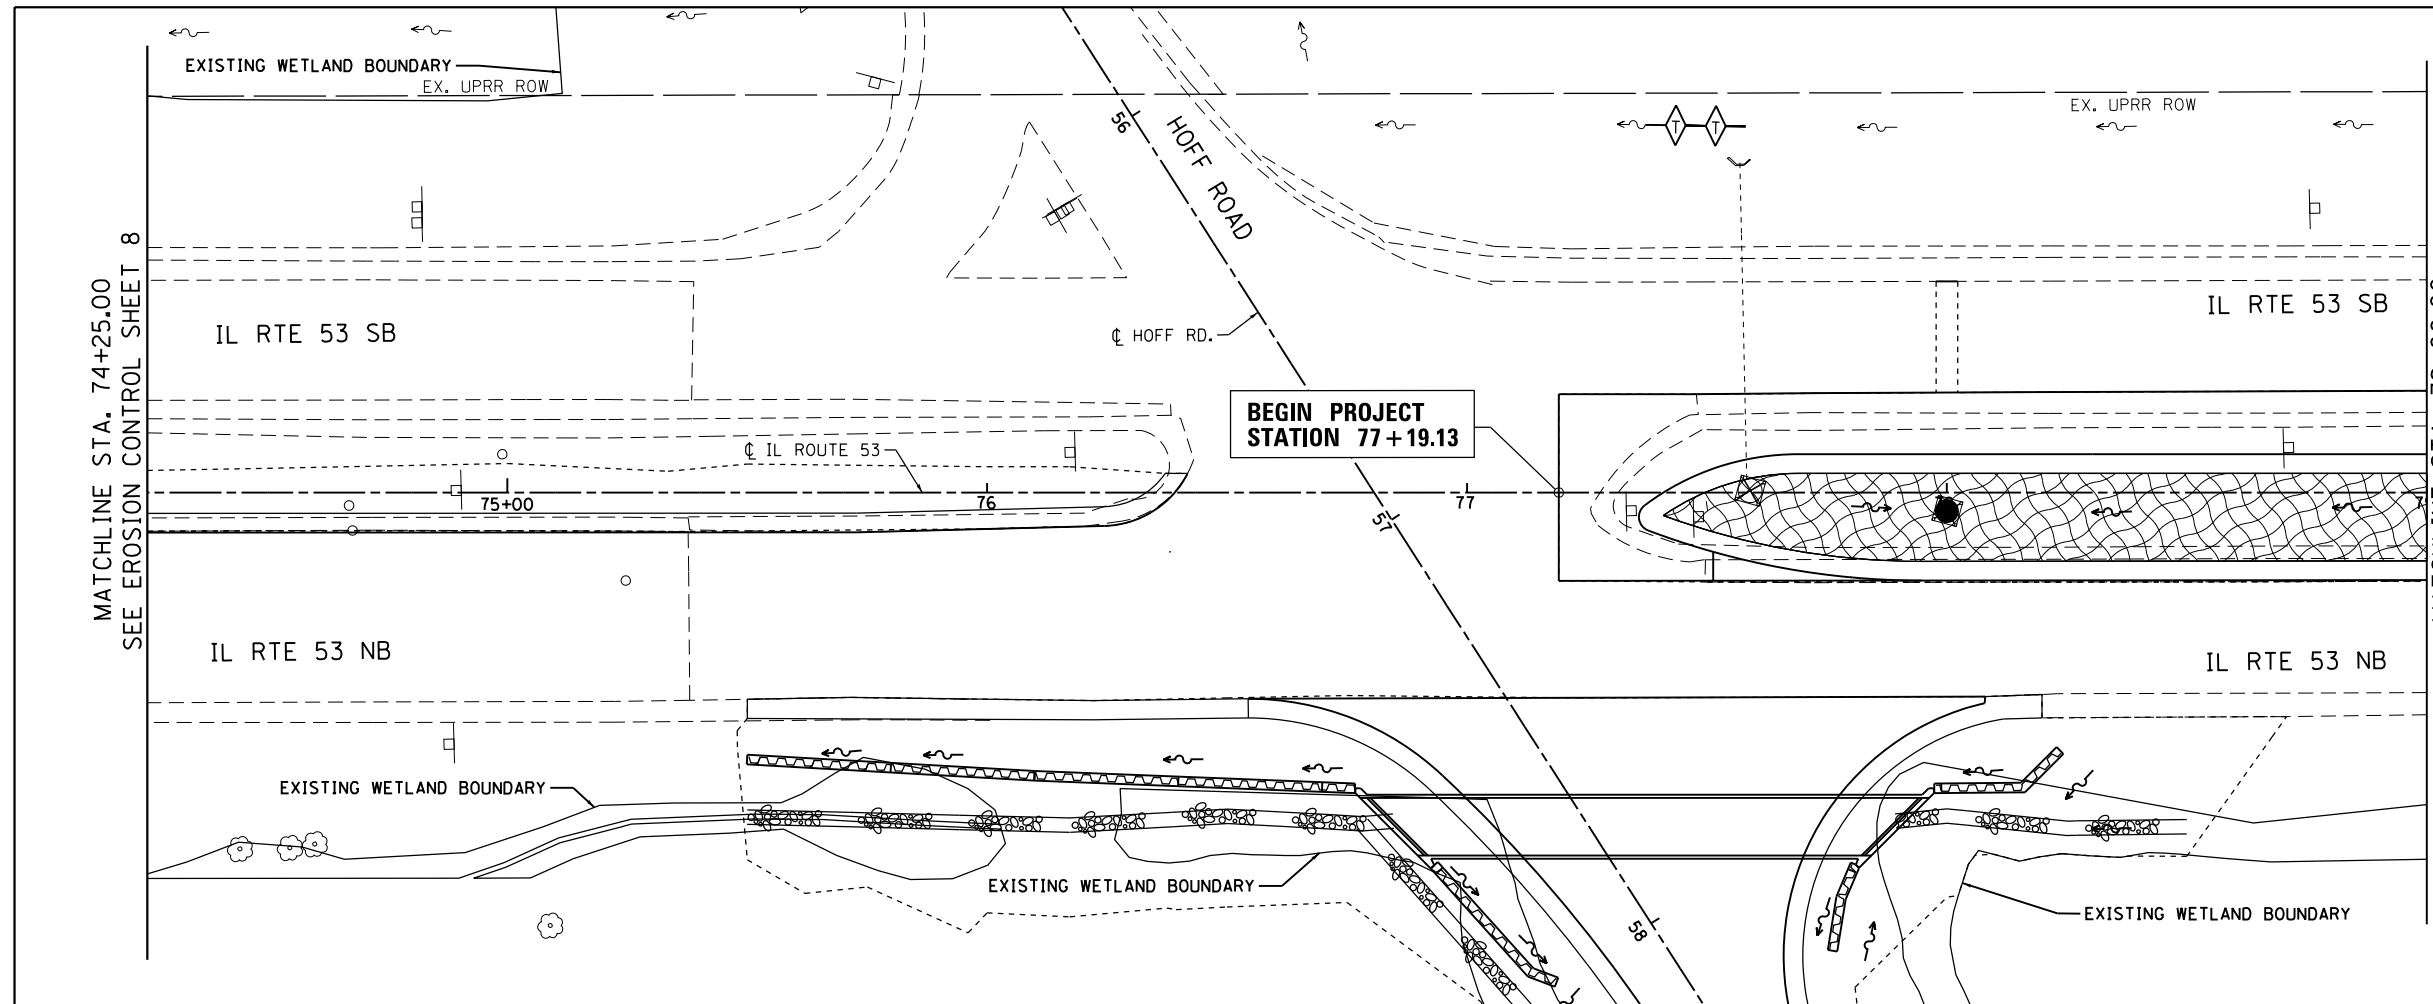 EXISTING WETLAND BOUNDARY
EX. UPRR ROW
EX. UPRR ROW
56
HOFF ROAD
T T
MATCHLINE STA. 74+25.00
SEE EROSION CONTROL SHEET 8
IL RTE 53 SB
IL RTE 53 SB
℄ HOFF RD.
BEGIN PROJECT
STATION 77+19.13
℄ IL ROUTE 53
75+00
76
77
57
IL RTE 53 NB
IL RTE 53 NB
EXISTING WETLAND BOUNDARY
EXISTING WETLAND BOUNDARY
EXISTING WETLAND BOUNDARY
58